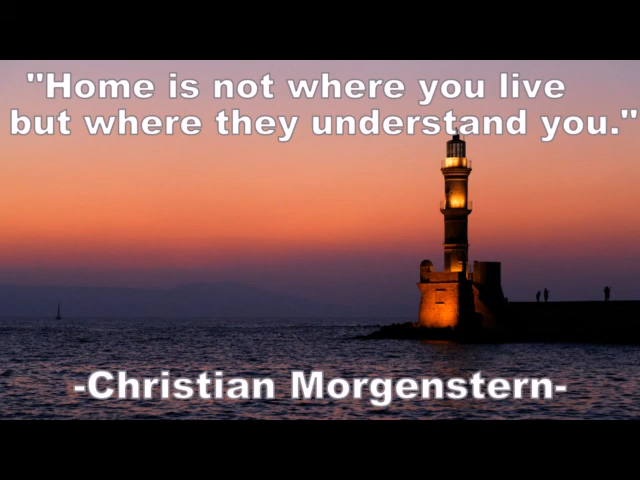 "Home is not where you live
but where they understand you."
-Christian Morgenstern-